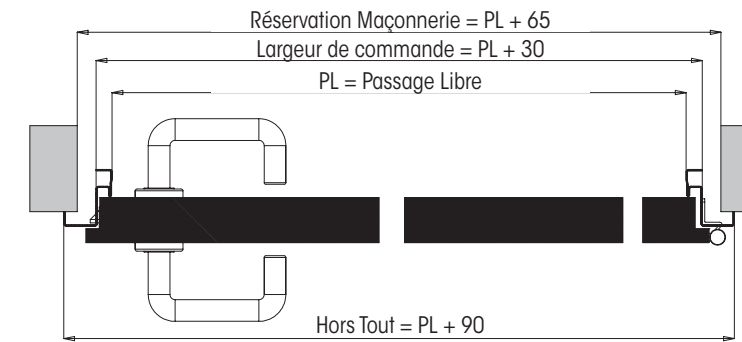 Réservation Maçonnerie = PL + 65
Largeur de commande = PL + 30
PL = Passage Libre
Hors Tout = PL + 90